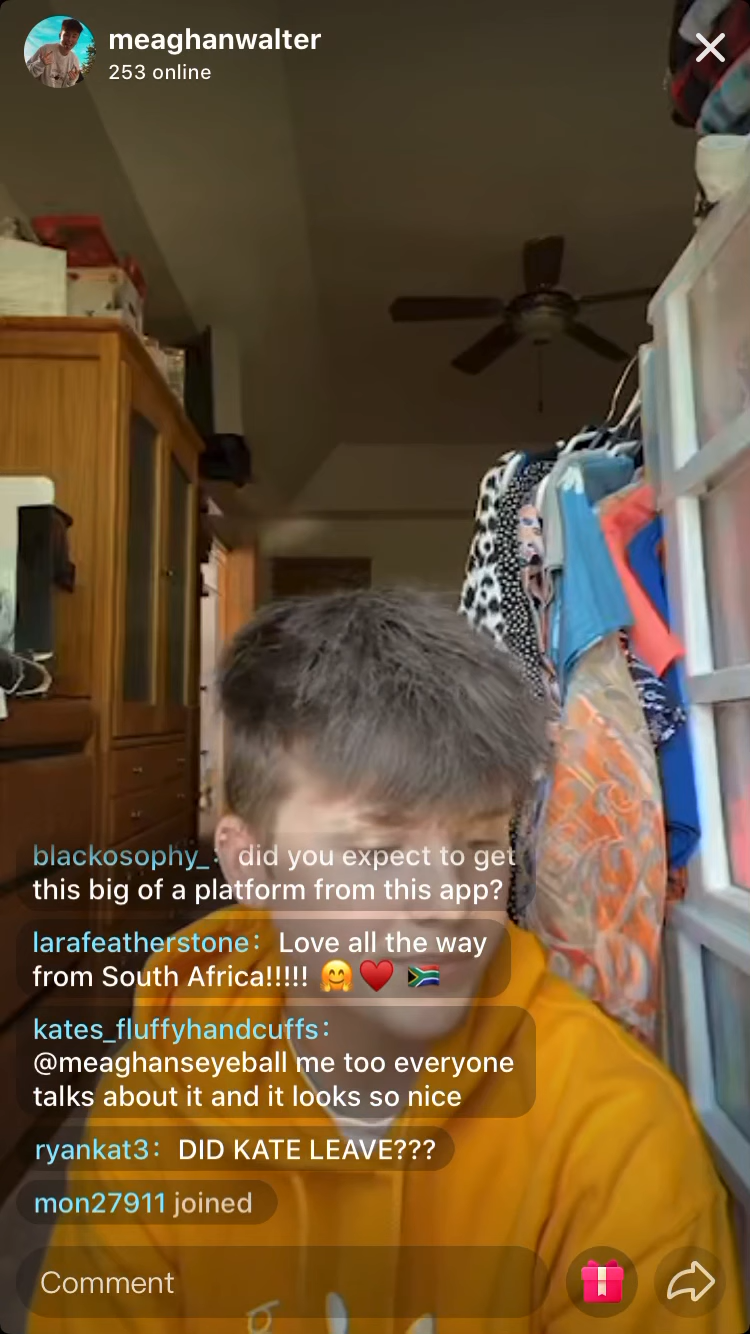 meaghanwalter
253 online
blackosophy_: did you expect to get
this big of a platform from this app?
larafeatherstone: Love all the way
from South Africa!!!!! 🤗❤️ 🇿🇦
kates_fluffyhandcuffs:
@meaghanseyeball me too everyone
talks about it and it looks so nice
ryankat3: DID KATE LEAVE???
mon27911 joined
Comment